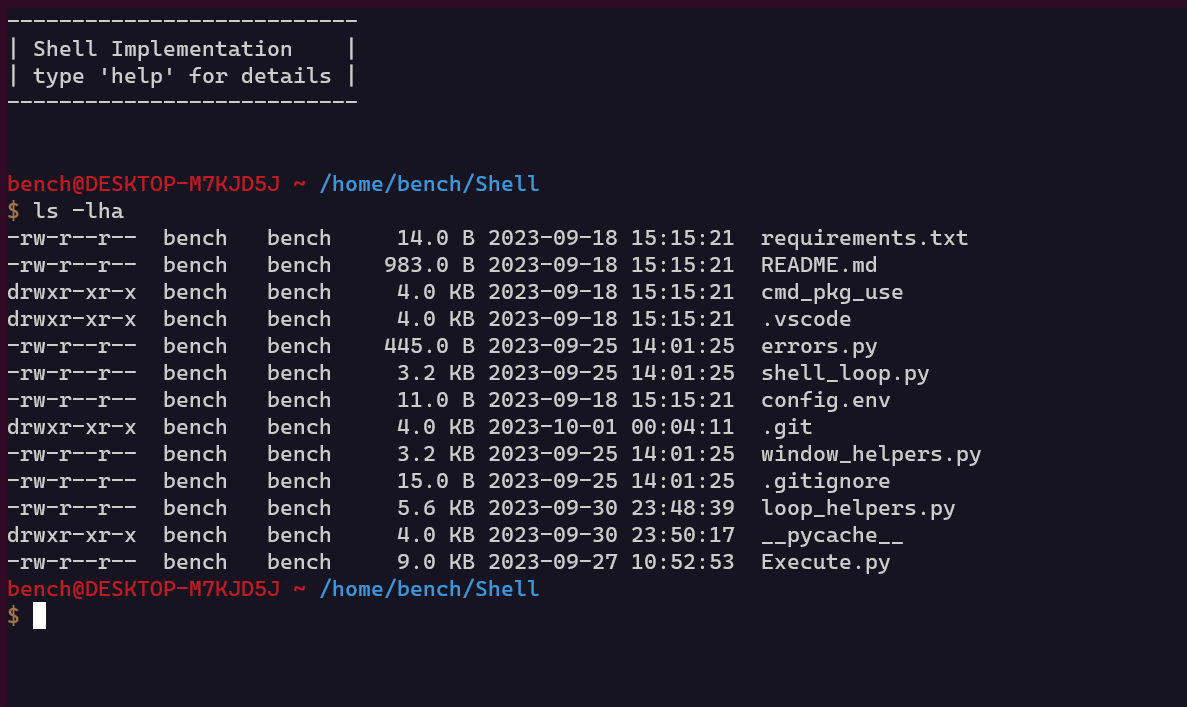 ---------------------------
| Shell Implementation    |
| type 'help' for details |
---------------------------
bench@DESKTOP-M7KJD5J ~ /home/bench/Shell
$ ls -lha
-rw-r--r--  bench   bench     14.0 B 2023-09-18 15:15:21  requirements.txt
-rw-r--r--  bench   bench    983.0 B 2023-09-18 15:15:21  README.md
drwxr-xr-x  bench   bench     4.0 KB 2023-09-18 15:15:21  cmd_pkg_use
drwxr-xr-x  bench   bench     4.0 KB 2023-09-18 15:15:21  .vscode
-rw-r--r--  bench   bench    445.0 B 2023-09-25 14:01:25  errors.py
-rw-r--r--  bench   bench     3.2 KB 2023-09-25 14:01:25  shell_loop.py
-rw-r--r--  bench   bench     11.0 B 2023-09-18 15:15:21  config.env
drwxr-xr-x  bench   bench     4.0 KB 2023-10-01 00:04:11  .git
-rw-r--r--  bench   bench     3.2 KB 2023-09-25 14:01:25  window_helpers.py
-rw-r--r--  bench   bench     15.0 B 2023-09-25 14:01:25  .gitignore
-rw-r--r--  bench   bench     5.6 KB 2023-09-30 23:48:39  loop_helpers.py
drwxr-xr-x  bench   bench     4.0 KB 2023-09-30 23:50:17  __pycache__
-rw-r--r--  bench   bench     9.0 KB 2023-09-27 10:52:53  Execute.py
bench@DESKTOP-M7KJD5J ~ /home/bench/Shell
$